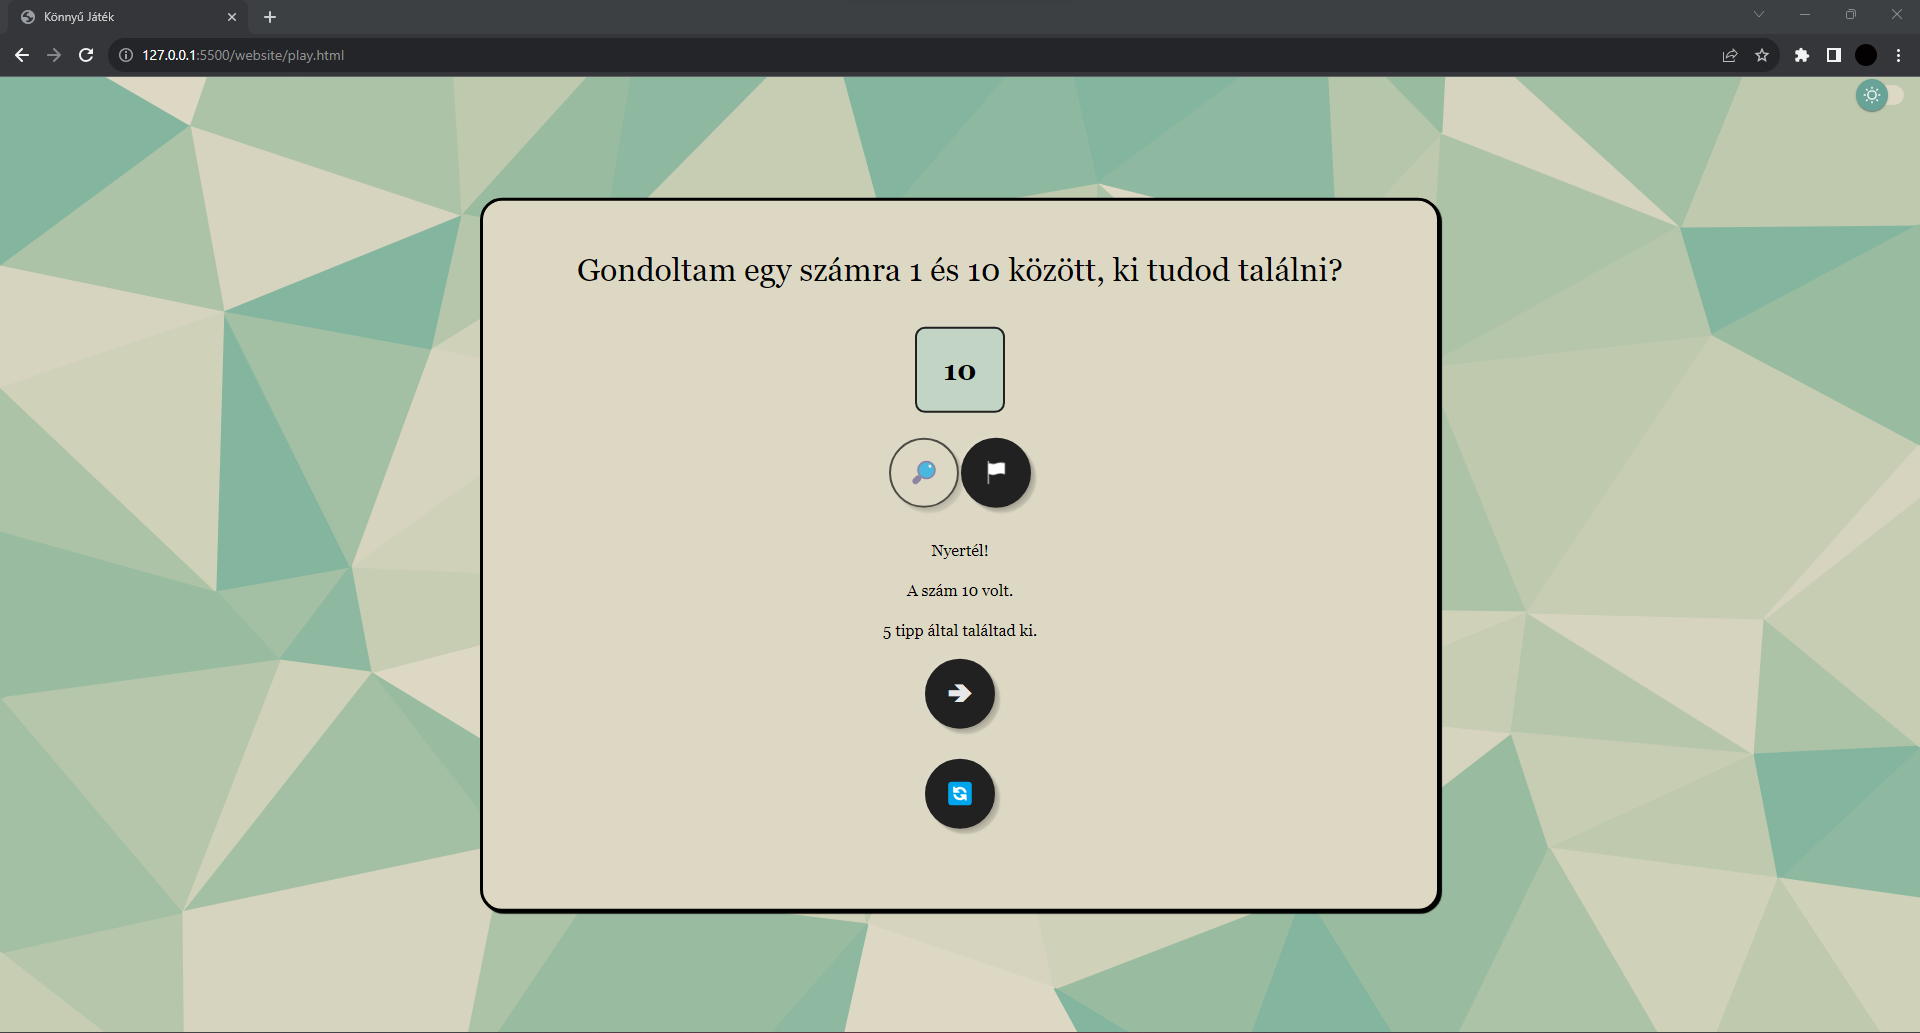 Könnyű Játék
127.0.0.1:5500/website/play.html
Gondoltam egy számra 1 és 10 között, ki tudod találni?
10
Nyertél!
A szám 10 volt.
5 tipp által találtad ki.